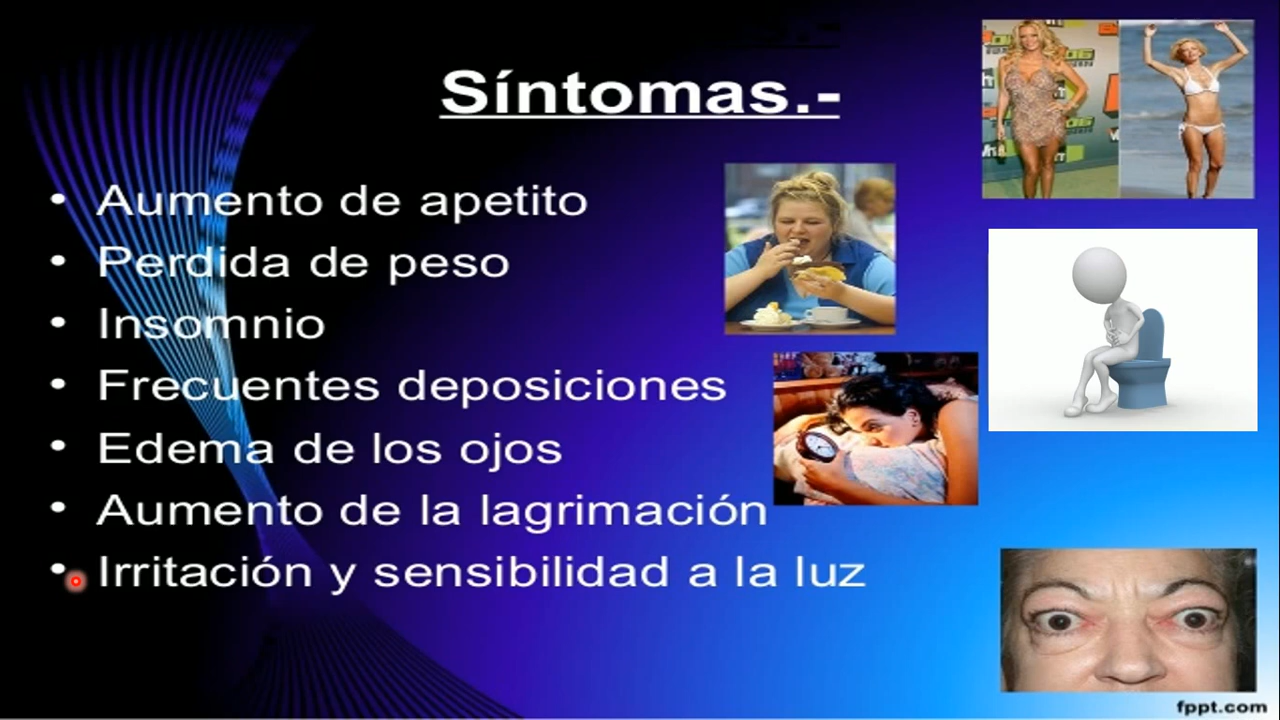 Síntomas.-
• Aumento de apetito
• Perdida de peso
• Insomnio
• Frecuentes deposiciones
• Edema de los ojos
• Aumento de la lagrimación
• Irritación y sensibilidad a la luz
fppt.com